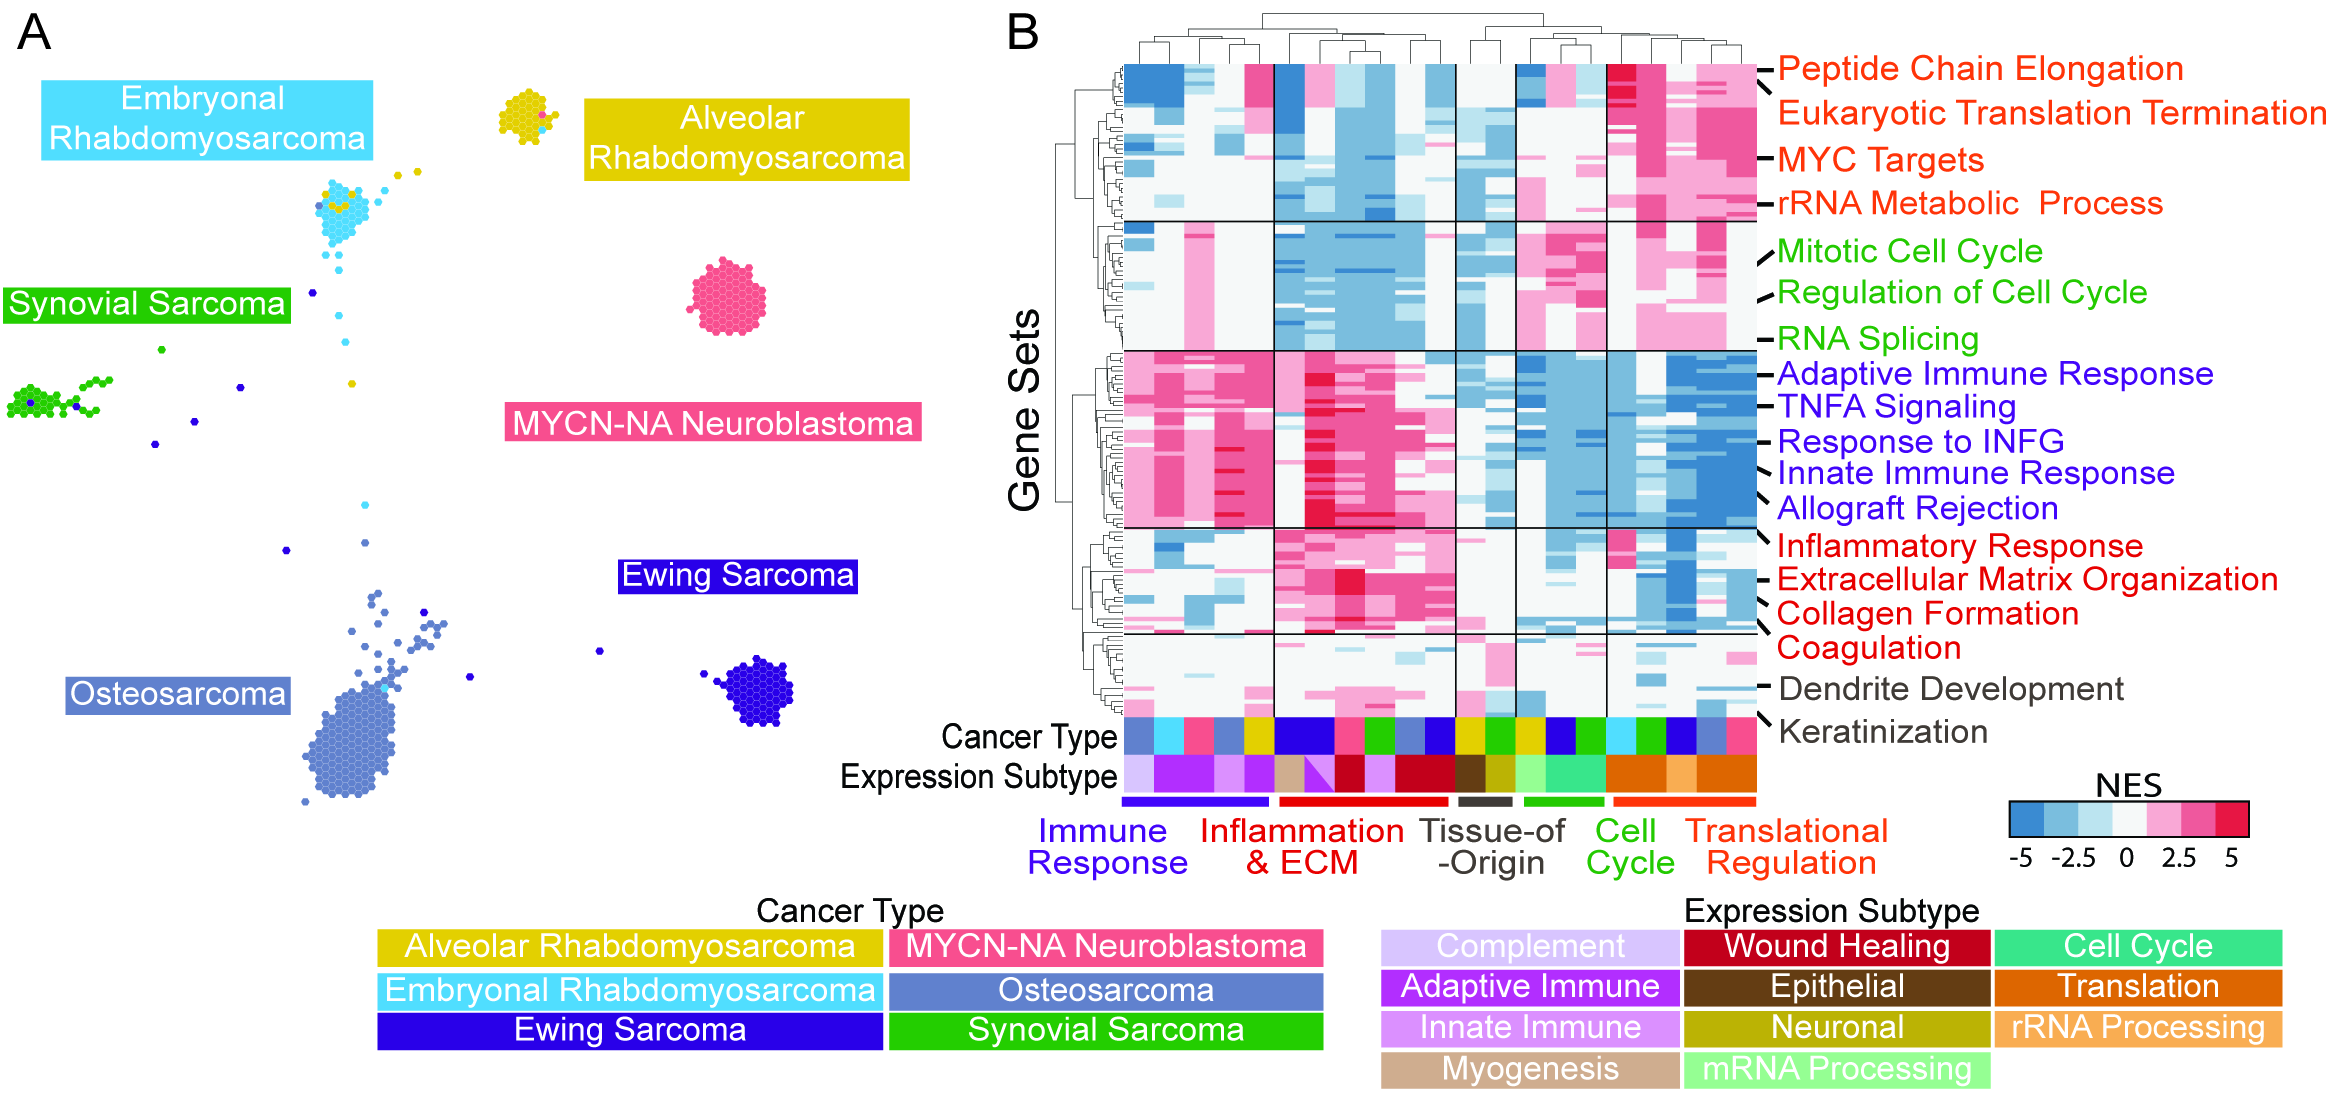 A
Embryonal
Rhabdomyosarcoma
Alveolar
Rhabdomyosarcoma
Synovial Sarcoma
MYCN-NA Neuroblastoma
Ewing Sarcoma
Osteosarcoma
B
Gene Sets
Peptide Chain Elongation
Eukaryotic Translation Termination
MYC Targets
rRNA Metabolic Process
Mitotic Cell Cycle
Regulation of Cell Cycle
RNA Splicing
Adaptive Immune Response
TNFA Signaling
Response to INFG
Innate Immune Response
Allograft Rejection
Inflammatory Response
Extracellular Matrix Organization
Collagen Formation
Coagulation
Dendrite Development
Keratinization
Cancer Type
Expression Subtype
Immune
Response
Inflammation
& ECM
Tissue-of
-Origin
Cell
Cycle
Translational
Regulation
NES
-5 -2.5 0 2.5 5
Cancer Type
Alveolar Rhabdomyosarcoma MYCN-NA Neuroblastoma
Embryonal Rhabdomyosarcoma Osteosarcoma
Ewing Sarcoma Synovial Sarcoma
Expression Subtype
Complement Wound Healing Cell Cycle
Adaptive Immune Epithelial Translation
Innate Immune Neuronal rRNA Processing
Myogenesis mRNA Processing